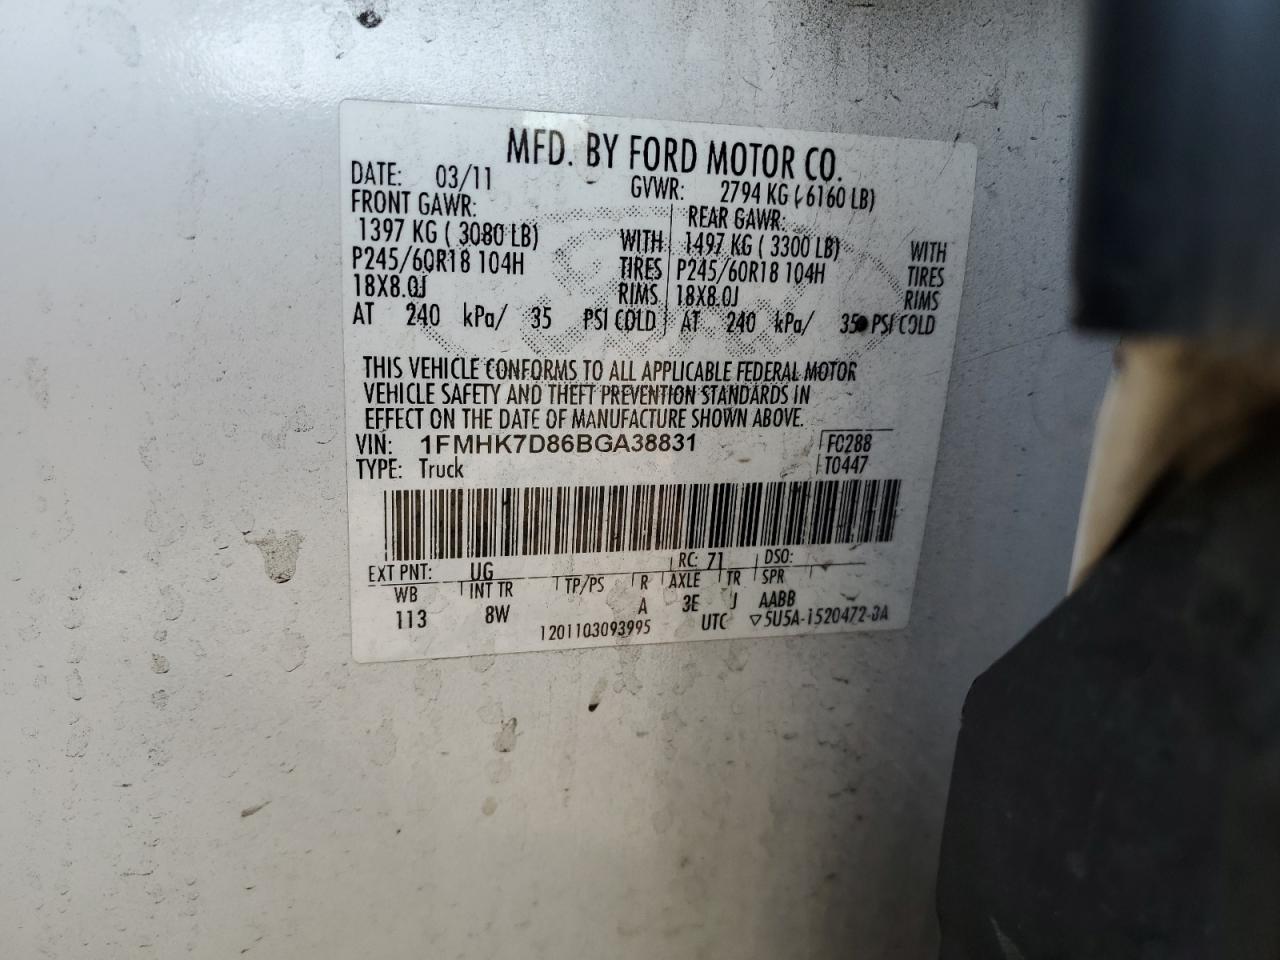 MFD. BY FORD MOTOR CO.
DATE: 03/11 GVWR: 2794 KG ( 6160 LB)
FRONT GAWR: REAR GAWR:
1397 KG ( 3080 LB) WITH 1497 KG ( 3300 LB) WITH
P245/60R18 104H TIRES P245/60R18 104H TIRES
18X8.0J RIMS 18X8.0J RIMS
AT 240 kPa/ 35 PSI COLD AT 240 kPa/ 35 PSI COLD
THIS VEHICLE CONFORMS TO ALL APPLICABLE FEDERAL MOTOR
VEHICLE SAFETY AND THEFT PREVENTION STANDARDS IN
EFFECT ON THE DATE OF MANUFACTURE SHOWN ABOVE.
VIN: 1FMHK7D86BGA38831 FC288
TYPE: Truck T0447
EXT PNT: UG RC: 71 DSO:
WB INT TR TP/PS R AXLE TR SPR
113 8W A 3E J AABB
1201103093995 UTC ▽5U5A-1520472-BA